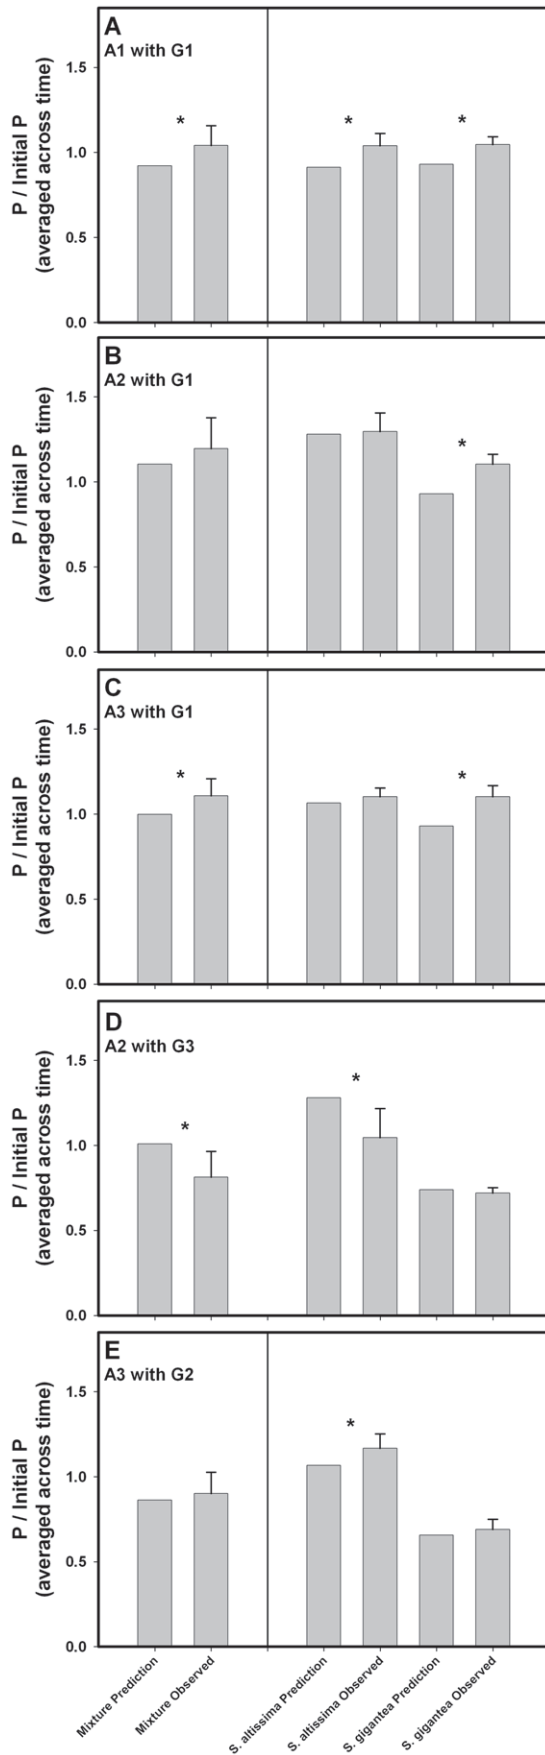 A
A1 with G1
*
*
*
1.5
1.0
0.5
0.0
P / Initial P
(averaged across time)
B
A2 with G1
*
1.5
1.0
0.5
0.0
P / Initial P
(averaged across time)
C
A3 with G1
*
*
1.5
1.0
0.5
0.0
P / Initial P
(averaged across time)
D
A2 with G3
*
*
1.5
1.0
0.5
0.0
P / Initial P
(averaged across time)
E
A3 with G2
*
1.5
1.0
0.5
0.0
P / Initial P
(averaged across time)
Mixture Prediction
Mixture Observed
S. altissima Prediction
S. altissima Observed
S. gigantea Prediction
S. gigantea Observed